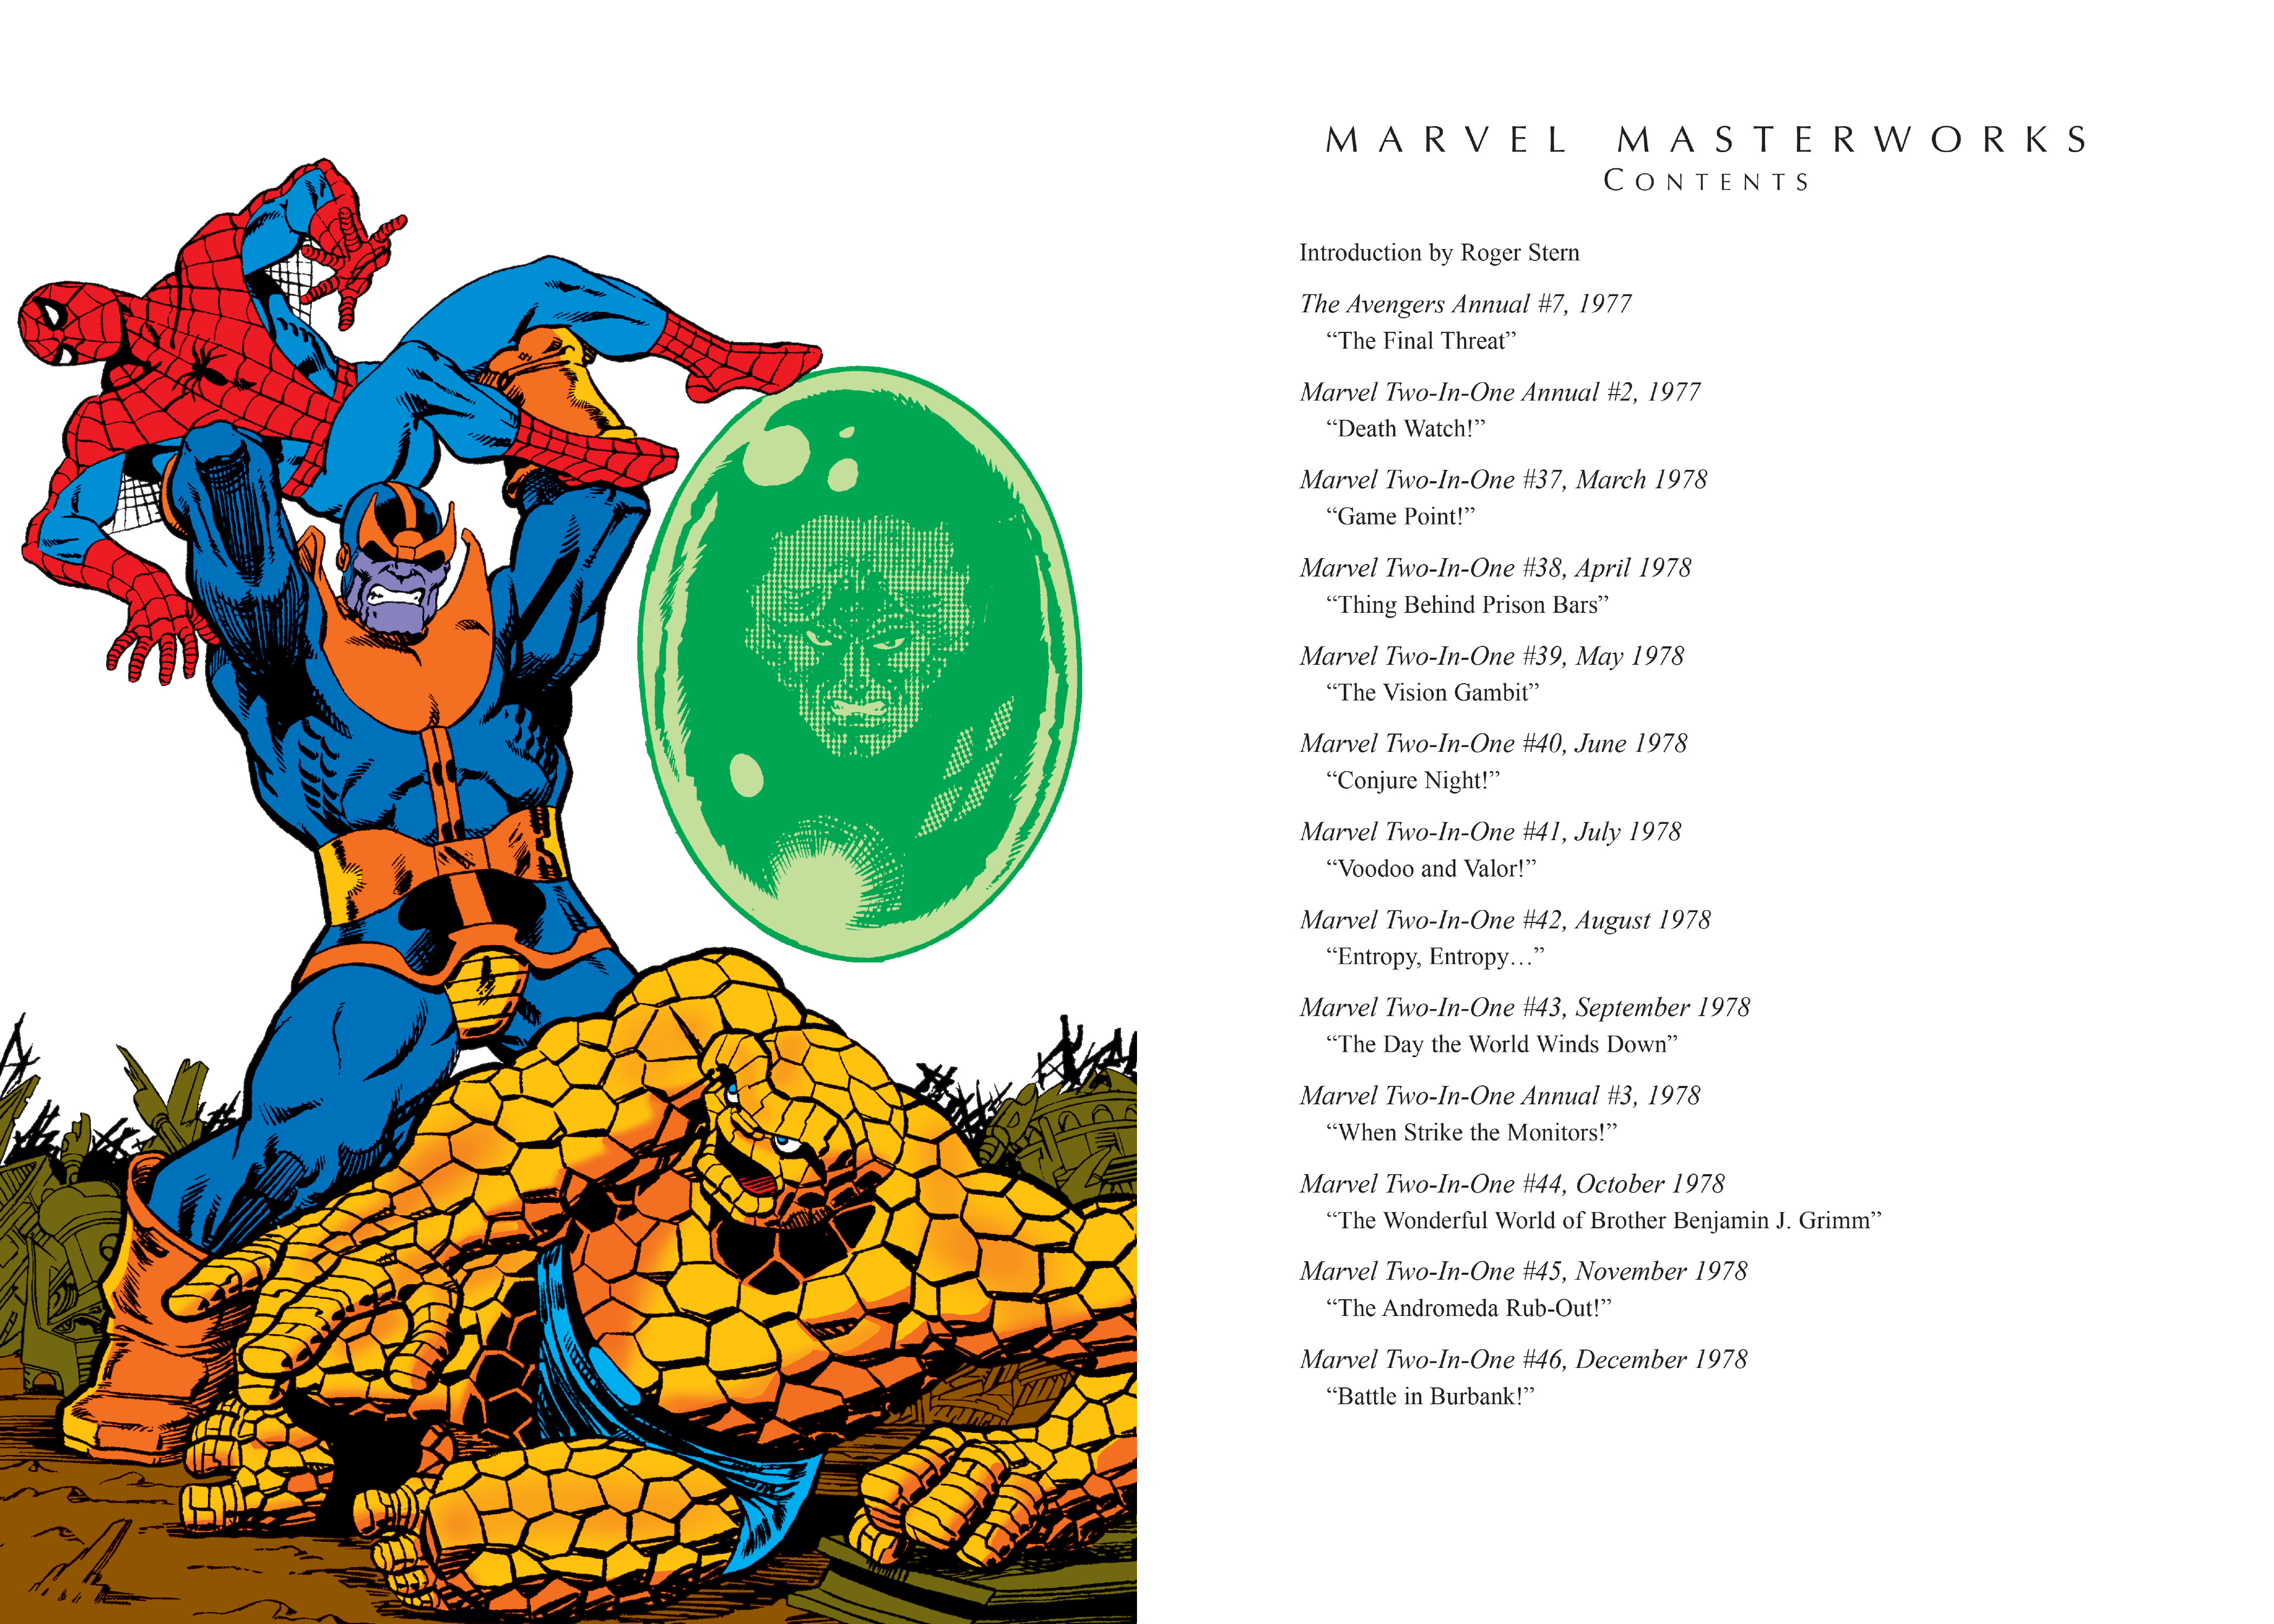 MARVEL MASTERWORKS
CONTENTS
Introduction by Roger Stern
The Avengers Annual #7, 1977
“The Final Threat”
Marvel Two-In-One Annual #2, 1977
“Death Watch!”
Marvel Two-In-One #37, March 1978
“Game Point!”
Marvel Two-In-One #38, April 1978
“Thing Behind Prison Bars”
Marvel Two-In-One #39, May 1978
“The Vision Gambit”
Marvel Two-In-One #40, June 1978
“Conjure Night!”
Marvel Two-In-One #41, July 1978
“Voodoo and Valor!”
Marvel Two-In-One #42, August 1978
“Entropy, Entropy…”
Marvel Two-In-One #43, September 1978
“The Day the World Winds Down”
Marvel Two-In-One Annual #3, 1978
“When Strike the Monitors!”
Marvel Two-In-One #44, October 1978
“The Wonderful World of Brother Benjamin J. Grimm”
Marvel Two-In-One #45, November 1978
“The Andromeda Rub-Out!”
Marvel Two-In-One #46, December 1978
“Battle in Burbank!”